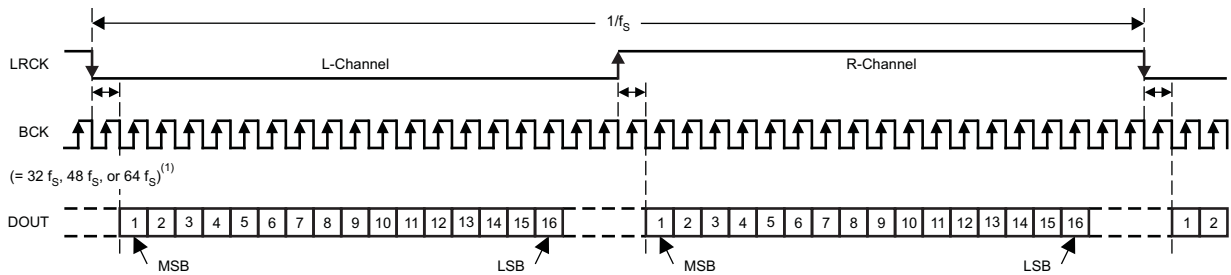 1/fS
LRCK
L-Channel
R-Channel
BCK
(= 32 fS, 48 fS, or 64 fS)(1)
DOUT
1 2 3 4 5 6 7 8 9 10 11 12 13 14 15 16
1 2 3 4 5 6 7 8 9 10 11 12 13 14 15 16
1 2
MSB
LSB
MSB
LSB